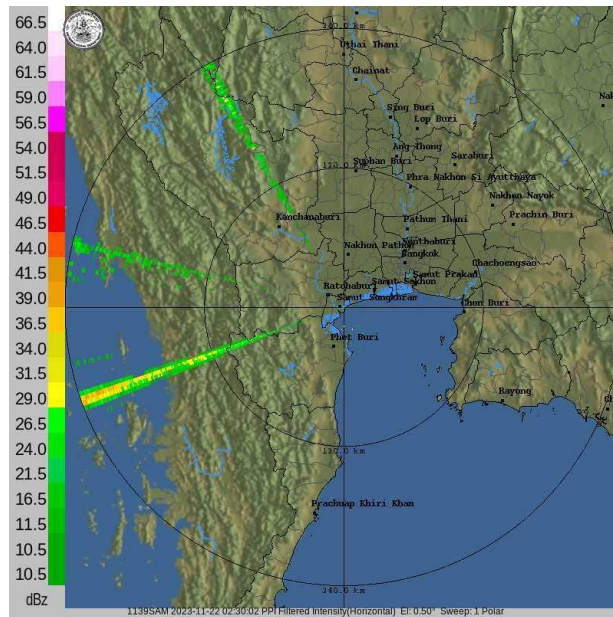 66.5
64.0
61.5
59.0
56.5
54.0
51.5
49.0
46.5
44.0
41.5
39.0
36.5
34.0
31.5
29.0
26.5
24.0
21.5
16.5
11.5
10.5
10.5
dBz
240.0 km
Uthai Thani
Chainat
Nak
Sing Buri
Lop Buri
Ang Thong
120.0 km
Saraburi
Suphan Buri
Phra Nakhon Si Ayutthaya
Nakhon Nayok
Kanchanaburi
Pathum Thani
Prachin Buri
Nonthaburi
Nakhon Pathom
Bangkok
Chachoengsao
Samut Prakan
Samut Sakhon
Ratchaburi
Samut Songkhram
Chon Buri
Phet Buri
Rayong
Ch
120.0 km
Prachuap Khiri Khan
240.0 km
1139SAM 2023-11-22 02:30:02 PPI Filtered Intensity(Horizontal) El: 0.50° Sweep: 1 Polar